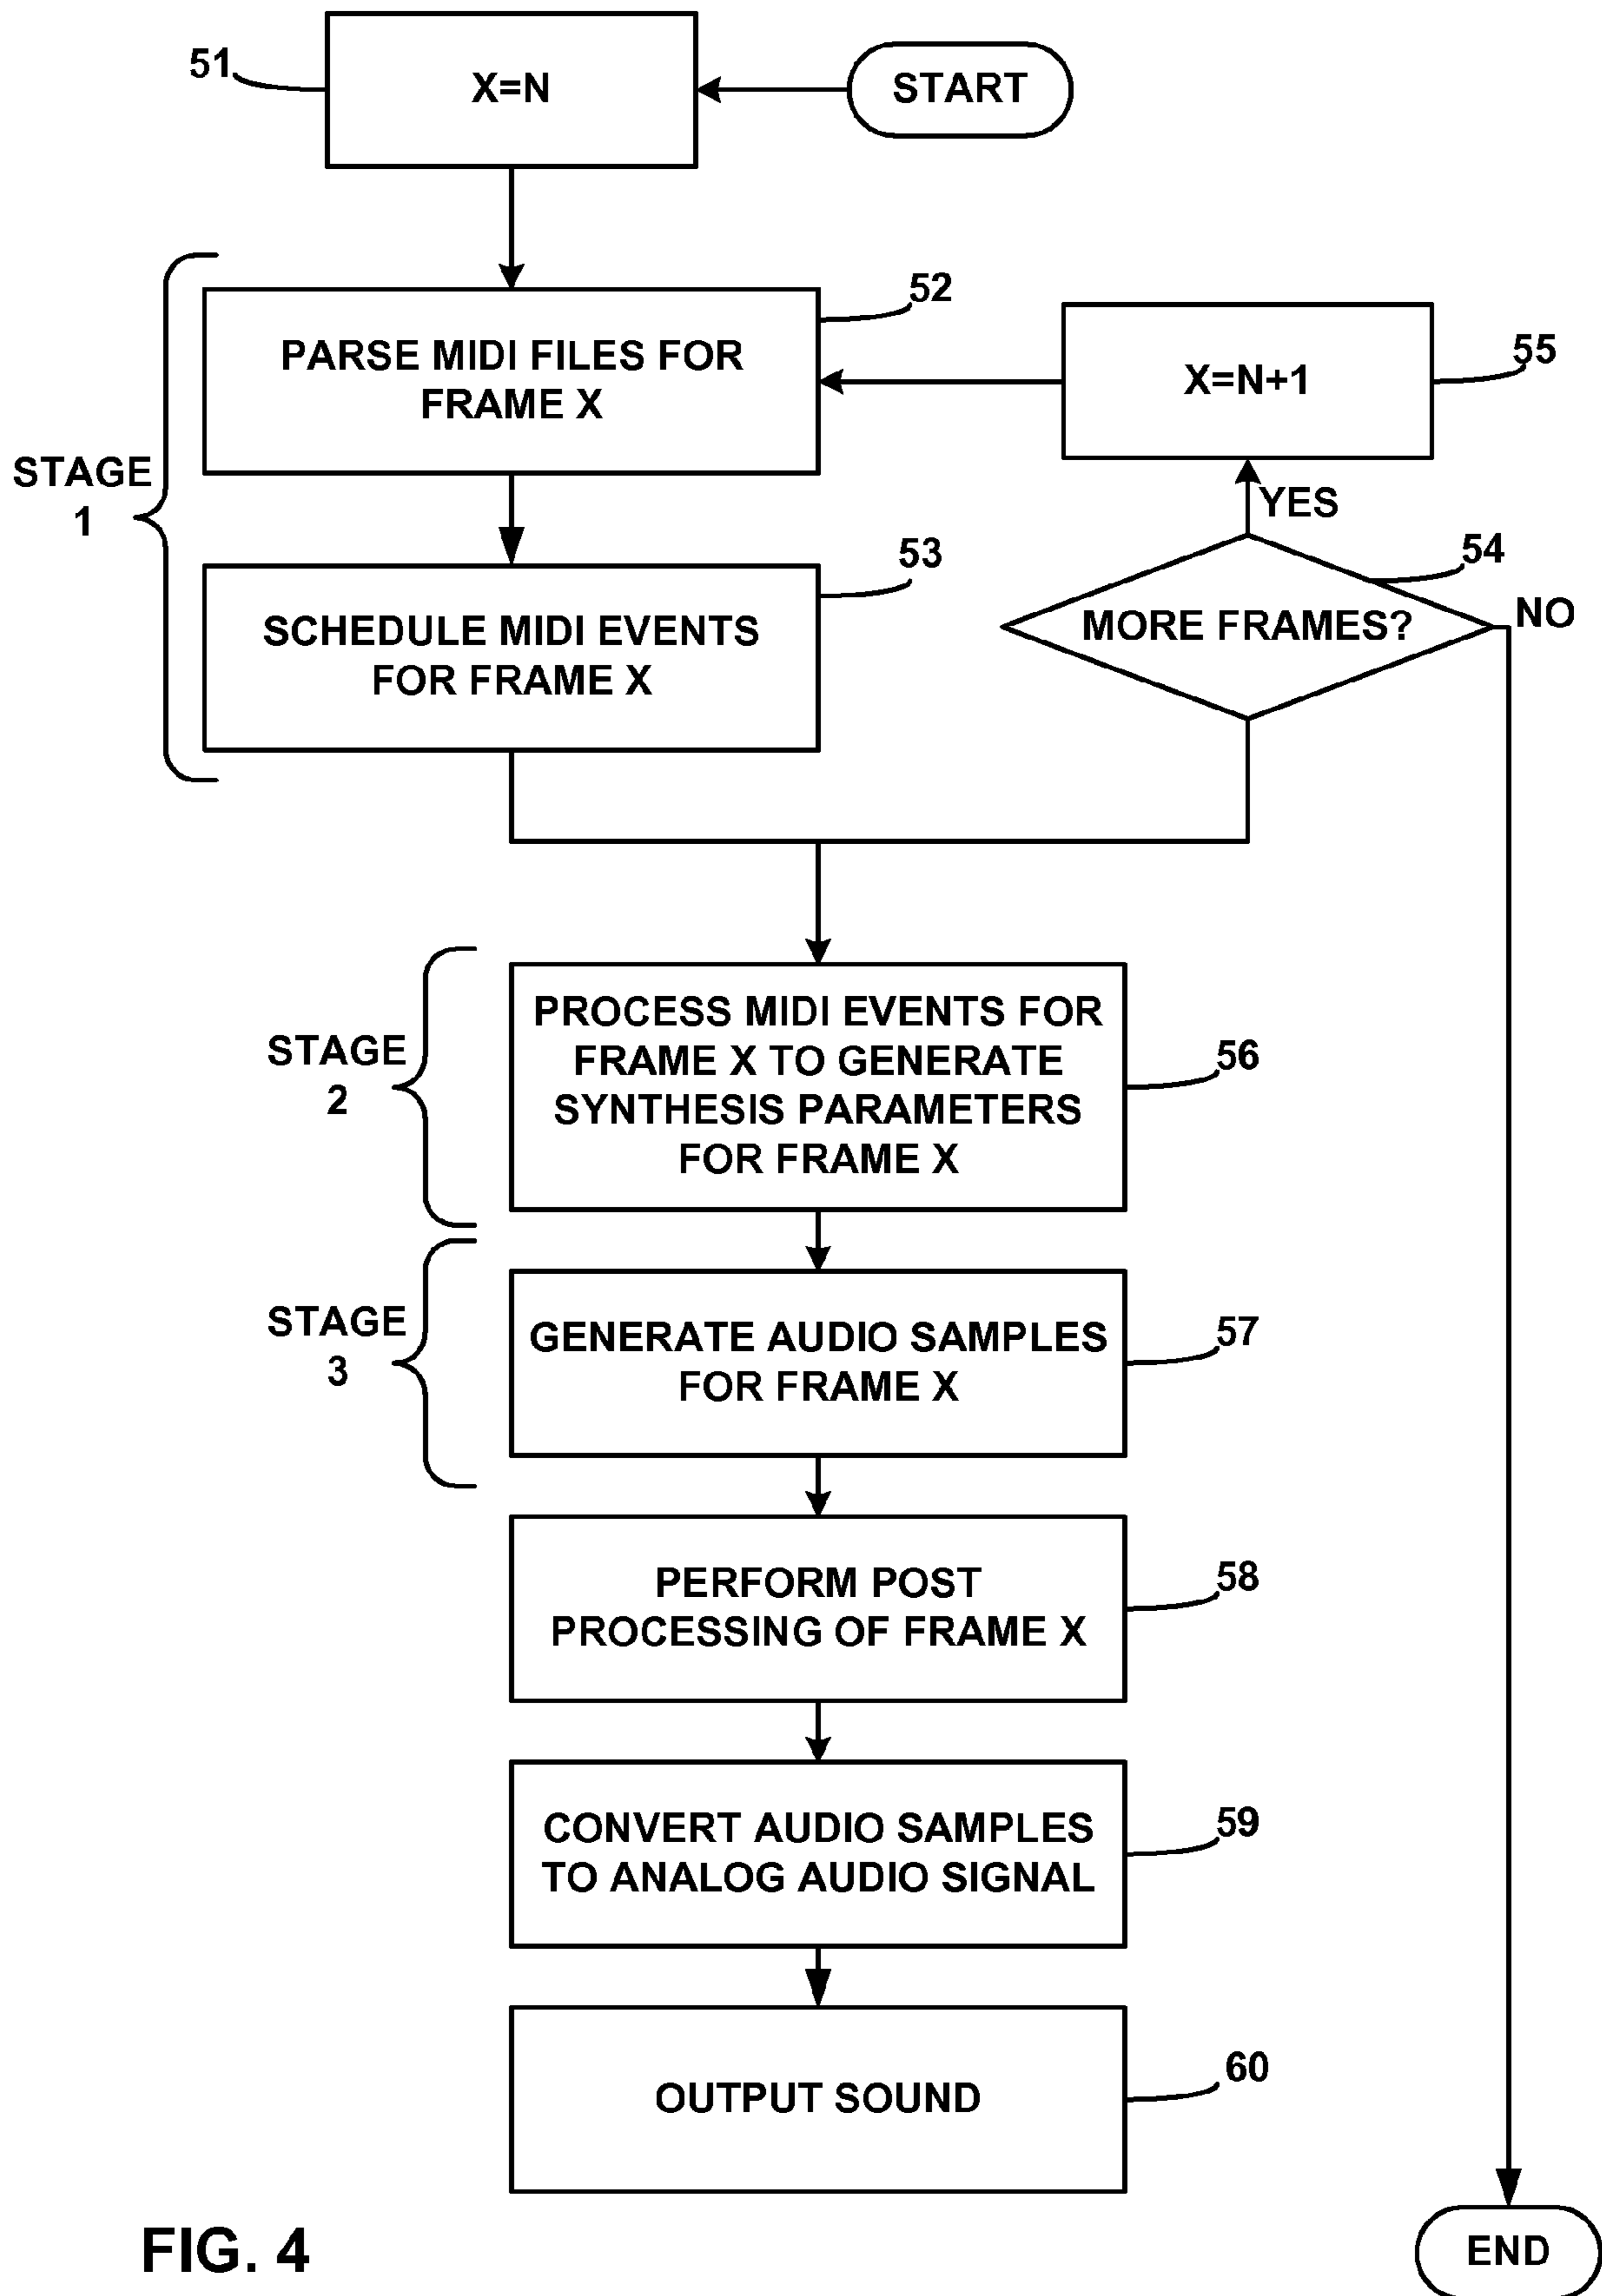 51
X=N
START
52
PARSE MIDI FILES FOR
FRAME X
X=N+1
55
STAGE
1
YES
53
54
SCHEDULE MIDI EVENTS
FOR FRAME X
MORE FRAMES?
NO
STAGE
2
PROCESS MIDI EVENTS FOR
FRAME X TO GENERATE
SYNTHESIS PARAMETERS
FOR FRAME X
56
STAGE
3
GENERATE AUDIO SAMPLES
FOR FRAME X
57
PERFORM POST
PROCESSING OF FRAME X
58
CONVERT AUDIO SAMPLES
TO ANALOG AUDIO SIGNAL
59
OUTPUT SOUND
60
FIG. 4
END